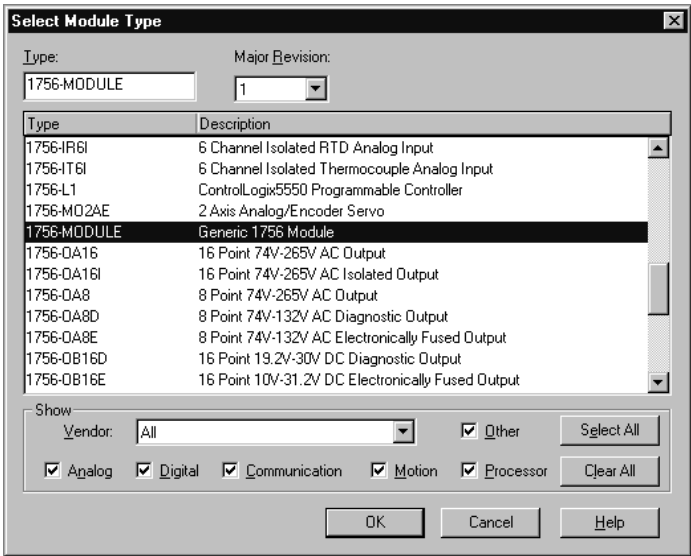 Select Module Type
Type: Major Revision:
1756-MODULE 1
Type Description
1756-IR6I 6 Channel Isolated RTD Analog Input
1756-IT6I 6 Channel Isolated Thermocouple Analog Input
1756-L1 ControlLogix5550 Programmable Controller
1756-M02AE 2 Axis Analog/Encoder Servo
1756-MODULE Generic 1756 Module
1756-OA16 16 Point 74V-265V AC Output
1756-OA16I 16 Point 74V-265V AC Isolated Output
1756-OA8 8 Point 74V-265V AC Output
1756-OA8D 8 Point 74V-132V AC Diagnostic Output
1756-OA8E 8 Point 74V-132V AC Electronically Fused Output
1756-OB16D 16 Point 19.2V-30V DC Diagnostic Output
1756-OB16E 16 Point 10V-31.2V DC Electronically Fused Output
Show
Vendor: All Other Select All
Analog Digital Communication Motion Processor Clear All
OK Cancel Help